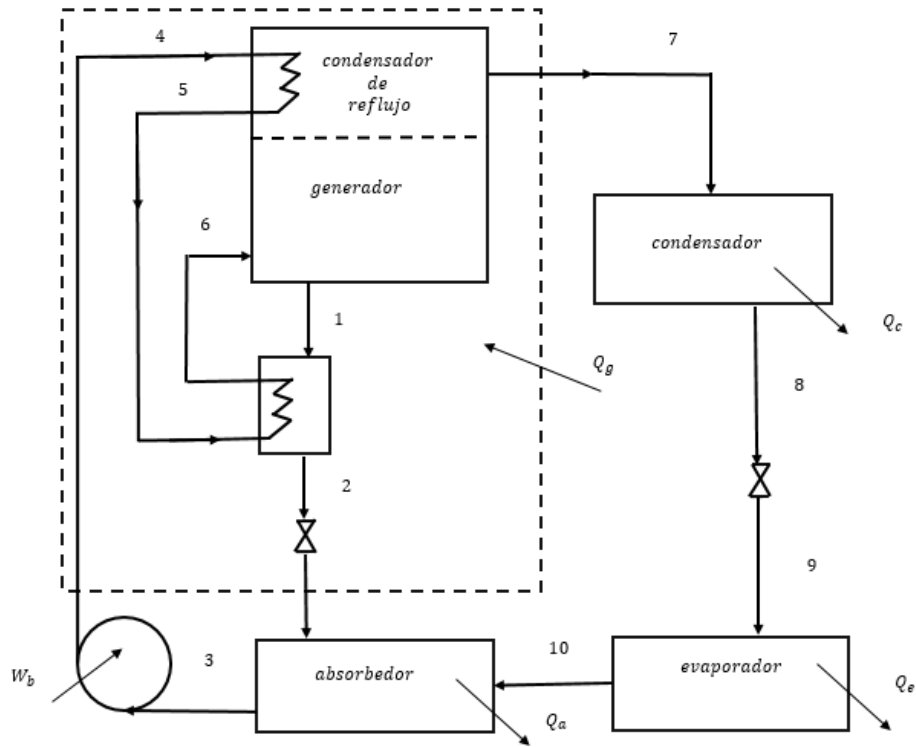 4
7
condensador
de
reflujo
5
generador
6
condensador
1
Q_c
Q_g
8
2
9
10
3
absorbedor
evaporador
W_b
Q_a
Q_e